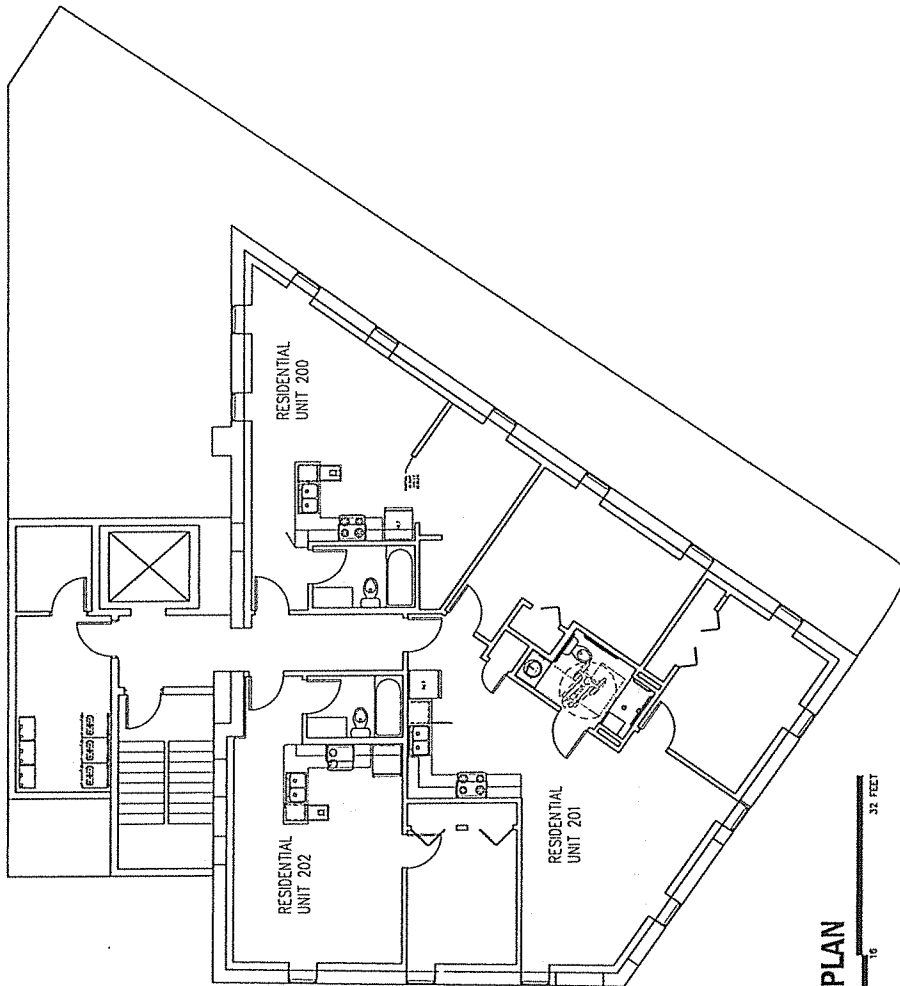 RESIDENTIAL
UNIT 200
RESIDENTIAL
UNIT 202
RESIDENTIAL
UNIT 201
PLAN
16
32 FEET